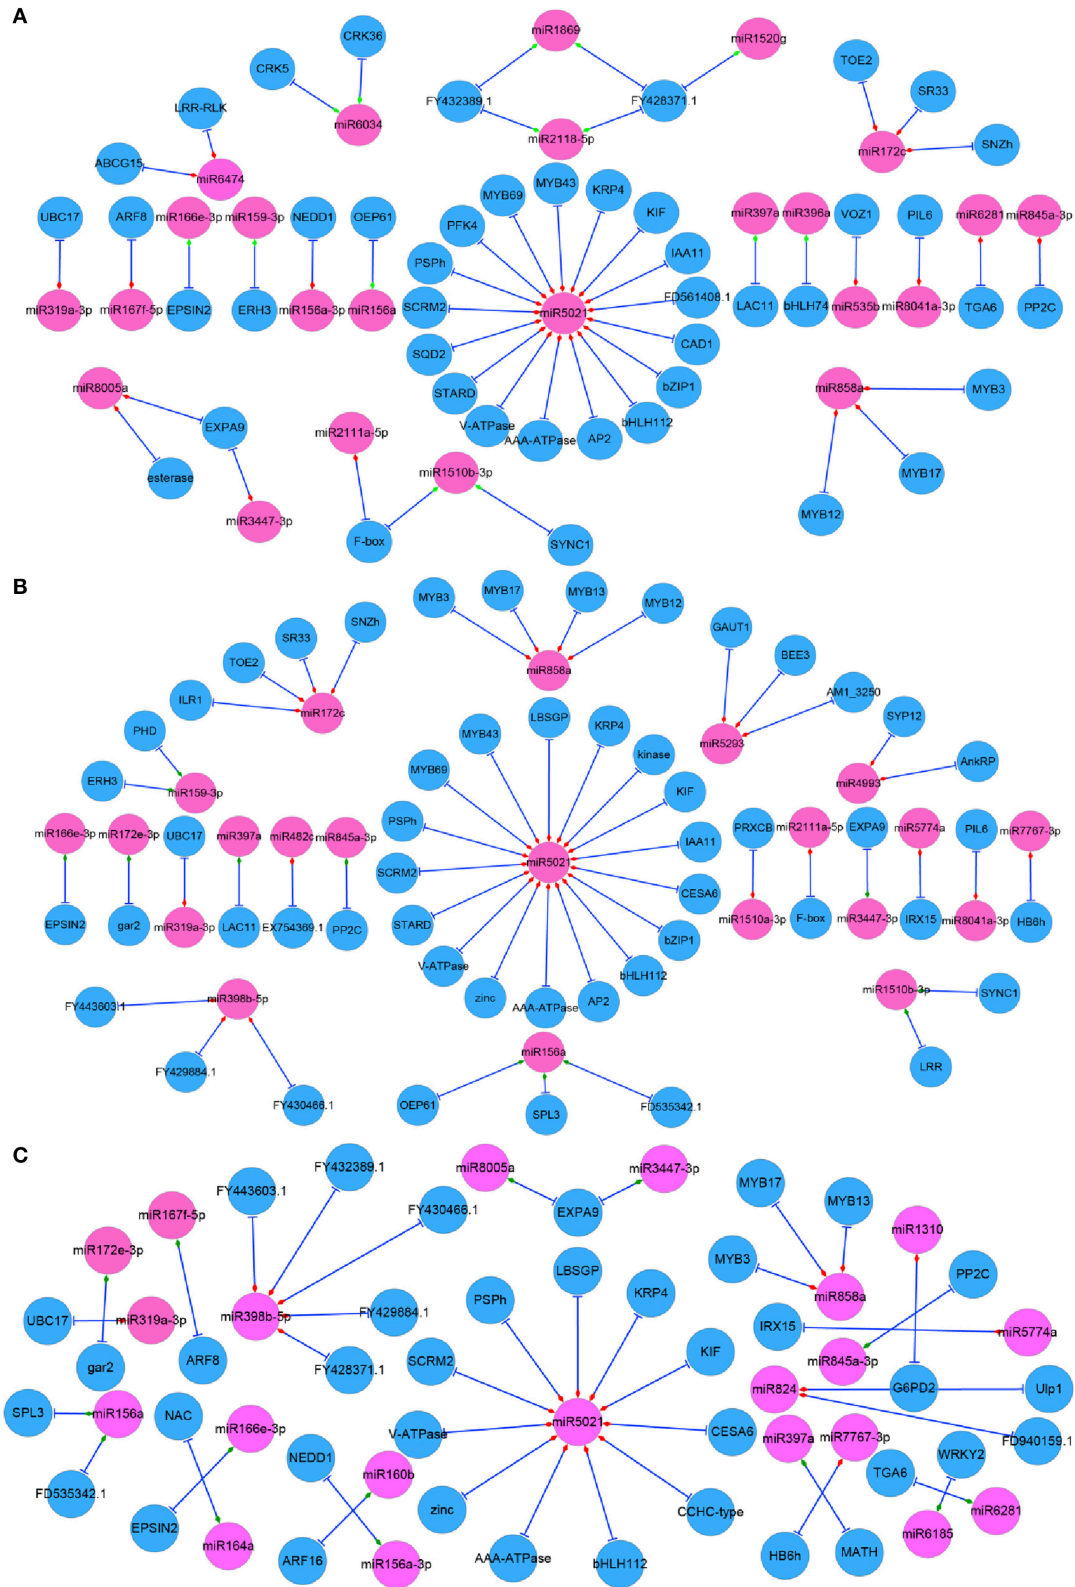 A
CRK36
CRK5
miR6034
LRR-RLK
ABCG15
miR6474
miR1869
miR1520g
FY432389.1
FY428371.1
miR2118-5p
TOE2
SR33
miR172c
SNZh
UBC17
ARF8
miR166e-3p
miR159-3p
NEDD1
OEP61
miR319a-3p
miR167f-5p
EPSIN2
ERH3
miR156a-3p
miR156a
MYB43
MYB69
KRP4
PFK4
KIF
PSPh
IAA11
SCRM2
FD561408.1
miR5021
SQD2
CAD1
STARD
bZIP1
V-ATPase
AAA-ATPase
AP2
bHLH112
miR397a
miR396a
VOZ1
PIL6
miR6281
miR845a-3p
LAC11
bHLH74
miR535b
miR8041a-3p
TGA6
PP2C
miR8005a
EXPA9
esterase
miR3447-3p
miR2111a-5p
miR1510b-3p
F-box
SYNC1
miR858a
MYB3
MYB17
MYB12
B
MYB3
MYB17
MYB13
MYB12
miR858a
SNZh
SR33
TOE2
ILR1
miR172c
PHD
ERH3
miR159-3p
GAUT1
BEE3
AM1_3250
miR5293
SYP12
AnkRP
miR4993
LBSGP
MYB43
KRP4
MYB69
kinase
PSPh
KIF
SCRM2
IAA11
miR5021
STARD
CESA6
V-ATPase
bZIP1
zinc
bHLH112
AAA-ATPase
AP2
miR166e-3p
miR172e-3p
UBC17
miR397a
miR482c
miR845a-3p
EPSIN2
gar2
miR319a-3p
LAC11
EX754369.1
PP2C
PRXCB
miR2111a-5p
EXPA9
miR5774a
PIL6
miR7767-3p
miR1510a-3p
F-box
miR3447-3p
IRX15
miR8041a-3p
HB6h
FY443603.1
miR398b-5p
FY429884.1
FY430466.1
miR156a
OEP61
SPL3
FD535342.1
miR1510b-3p
SYNC1
LRR
C
FY432389.1
FY443603.1
FY430466.1
miR398b-5p
FY429884.1
FY428371.1
miR167f-5p
miR172e-3p
UBC17
miR319a-3p
gar2
ARF8
SPL3
miR156a
FD535342.1
NAC
miR166e-3p
EPSIN2
miR164a
NEDD1
miR160b
ARF16
miR156a-3p
miR8005a
miR3447-3p
EXPA9
LBSGP
PSPh
KRP4
SCRM2
KIF
miR5021
V-ATPase
CESA6
zinc
CCHC-type
AAA-ATPase
bHLH112
MYB17
MYB13
miR1310
MYB3
PP2C
miR858a
IRX15
miR5774a
miR845a-3p
miR824
G6PD2
Ulp1
FD940159.1
miR397a
miR7767-3p
WRKY2
TGA6
miR6281
miR6185
HB6h
MATH